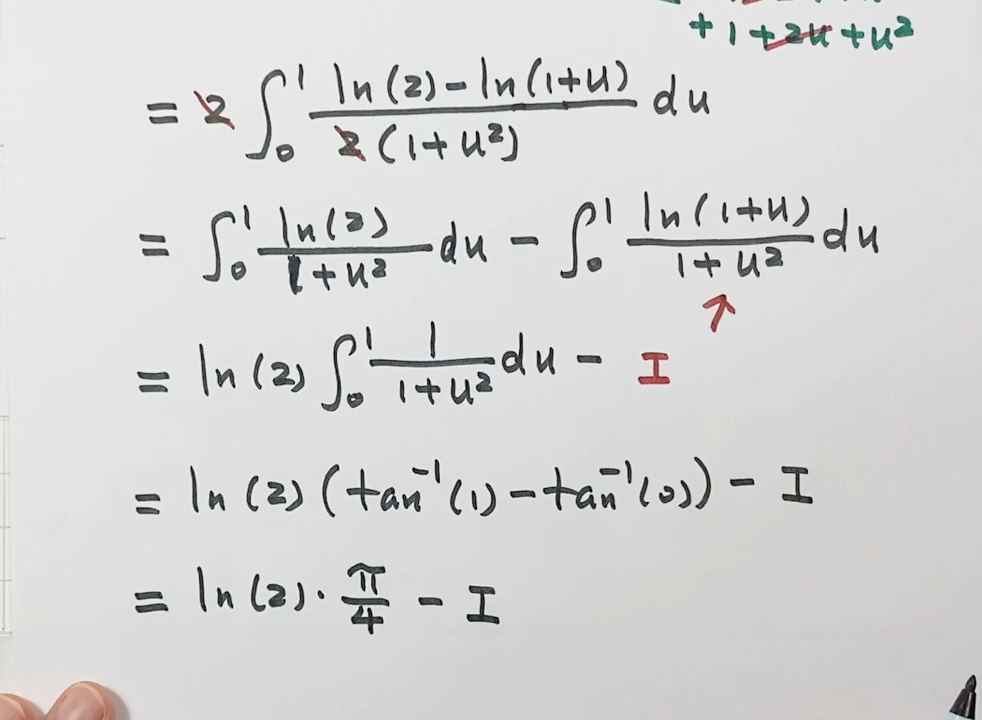 + 1 + 2u + u²
= 2 ∫₀¹ (ln(2) - ln(1+u)) / (2(1+u²)) du
= ∫₀¹ ln(2) / (1+u²) du - ∫₀¹ ln(1+u) / (1+u²) du
↑
= ln(2) ∫₀¹ 1 / (1+u²) du - I
= ln(2) (tan⁻¹(1) - tan⁻¹(0)) - I
= ln(2) · π/4 - I